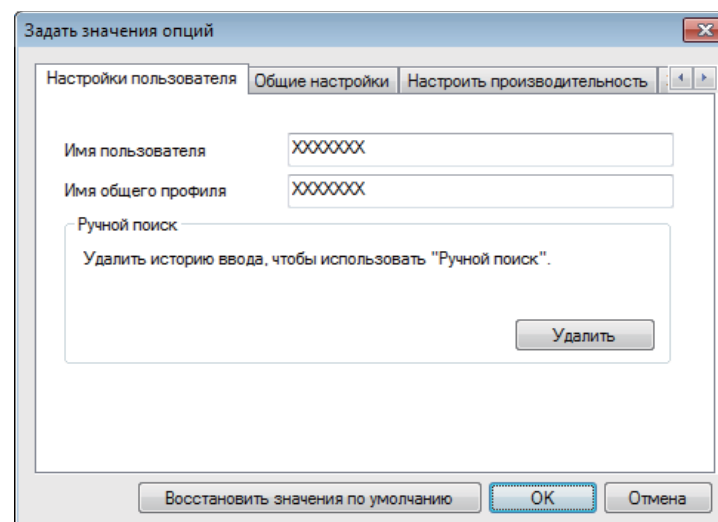 Задать значения опций
Настройки пользователя Общие настройки Настроить производительность
Имя пользователя XXXXXXX
Имя общего профиля XXXXXXX
Ручной поиск
Удалить историю ввода, чтобы использовать "Ручной поиск".
Удалить
Восстановить значения по умолчанию OK Отмена